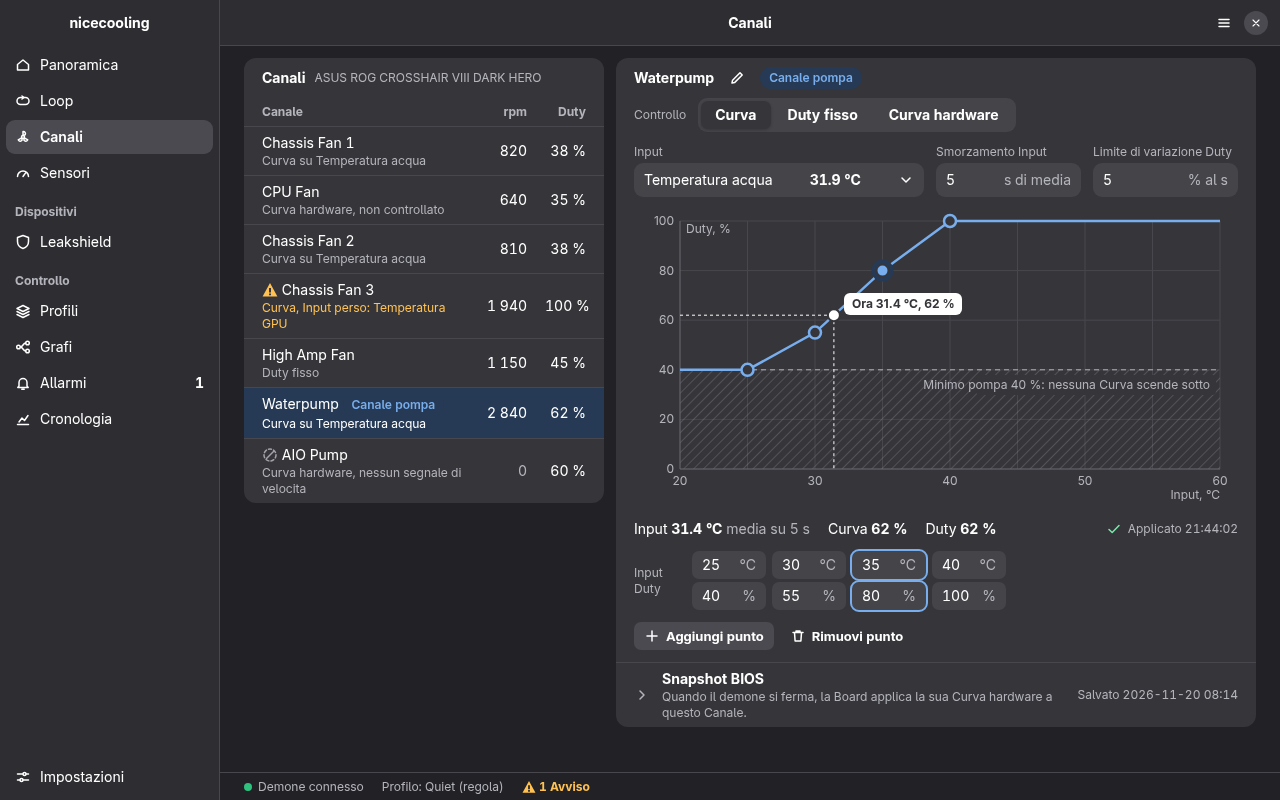 nicecooling
Canali
Panoramica
Loop
Canali
Sensori
Dispositivi
Leakshield
Controllo
Profili
Grafi
Allarmi 1
Cronologia
Impostazioni
Canali ASUS ROG CROSSHAIR VIII DARK HERO
Canale rpm Duty
Chassis Fan 1 820 38 %
Curva su Temperatura acqua
CPU Fan 640 35 %
Curva hardware, non controllato
Chassis Fan 2 810 38 %
Curva su Temperatura acqua
Chassis Fan 3 1 940 100 %
Curva, Input perso: Temperatura
GPU
High Amp Fan 1 150 45 %
Duty fisso
Waterpump Canale pompa 2 840 62 %
Curva su Temperatura acqua
AIO Pump 0 60 %
Curva hardware, nessun segnale di
velocita
Waterpump Canale pompa
Controllo Curva Duty fisso Curva hardware
Input Smorzamento Input Limite di variazione Duty
Temperatura acqua 31.9 °C 5 s di media 5 % al s
100
Duty, %
80
Ora 31.4 °C, 62 %
60
40
Minimo pompa 40 %: nessuna Curva scende sotto
20
0
20 30 40 50 60
Input, °C
Input 31.4 °C media su 5 s Curva 62 % Duty 62 % Applicato 21:44:02
Input 25 °C 30 °C 35 °C 40 °C
Duty 40 % 55 % 80 % 100 %
Aggiungi punto Rimuovi punto
Snapshot BIOS
Quando il demone si ferma, la Board applica la sua Curva hardware a
questo Canale.
Salvato 2026-11-20 08:14
Demone connesso Profilo: Quiet (regola) 1 Avviso